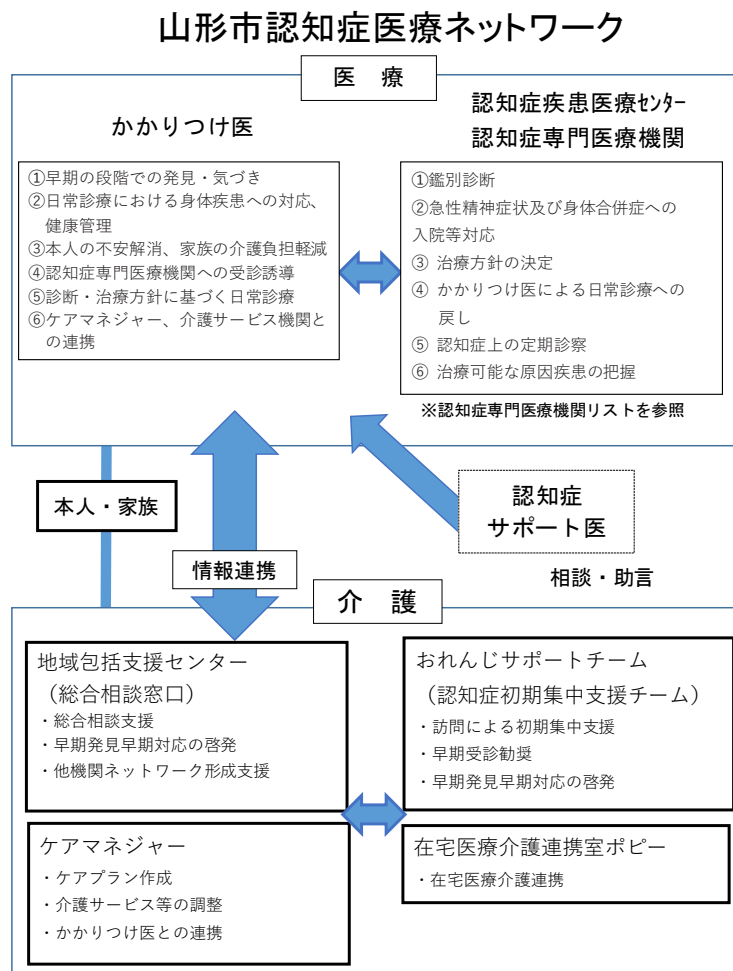 山形市認知症医療ネットワーク
医　療
かかりつけ医
①早期の段階での発見・気づき
②日常診療における身体疾患への対応、
健康管理
③本人の不安解消、家族の介護負担軽減
④認知症専門医療機関への受診誘導
⑤診断・治療方針に基づく日常診療
⑥ケアマネジャー、介護サービス機関と
の連携
認知症疾患医療ｾﾝﾀｰ
認知症専門医療機関
①鑑別診断
②急性精神症状及び身体合併症への
入院等対応
③ 治療方針の決定
④ かかりつけ医による日常診療への
戻し
⑤ 認知症上の定期診察
⑥ 治療可能な原因疾患の把握
※認知症専門医療機関リストを参照
本人・家族
認知症
サポート医
情報連携
相談・助言
介　護
地域包括支援センター
（総合相談窓口）
・総合相談支援
・早期発見早期対応の啓発
・他機関ネットワーク形成支援
おれんじサポートチーム
（認知症初期集中支援チーム）
・訪問による初期集中支援
・早期受診勧奨
・早期発見早期対応の啓発
ケアマネジャー
・ケアプラン作成
・介護サービス等の調整
・かかりつけ医との連携
在宅医療介護連携室ポピー
・在宅医療介護連携